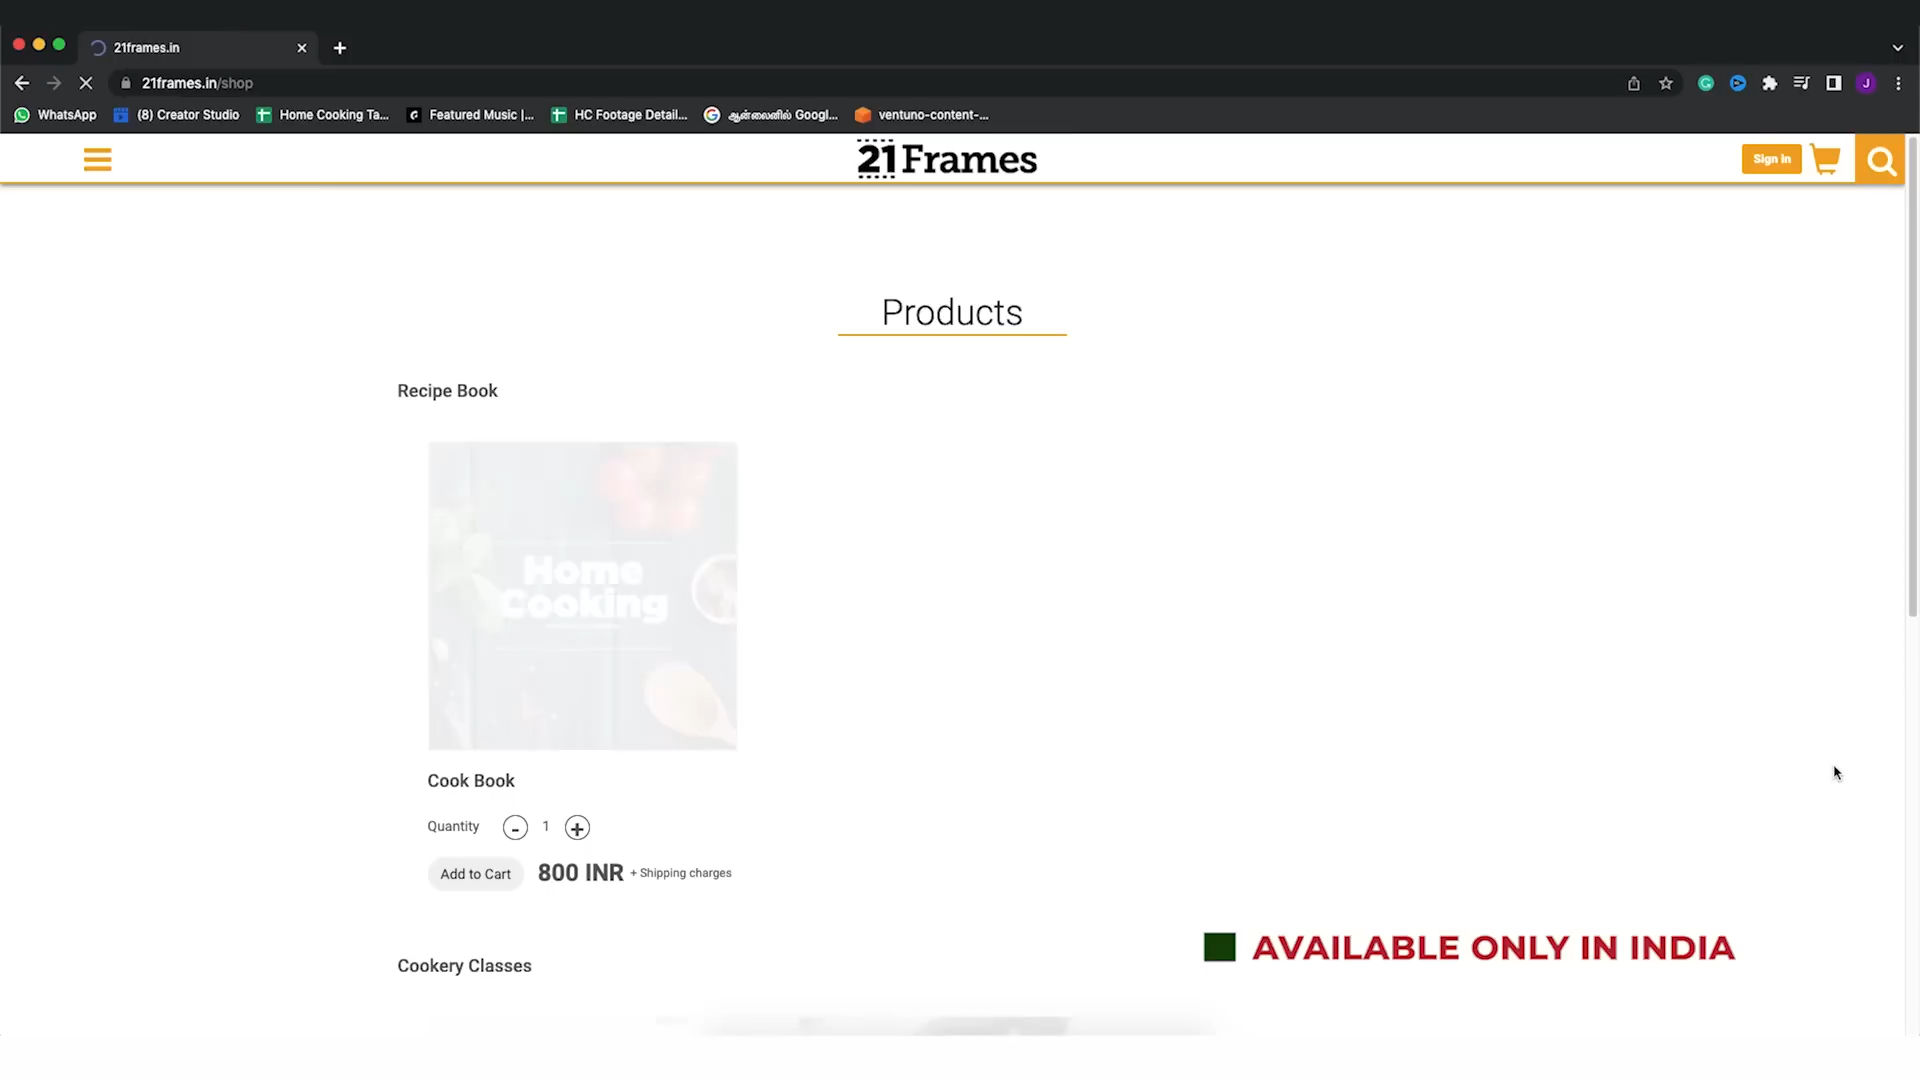 21frames.in
21frames.in/shop
J
WhatsApp
(8) Creator Studio
Home Cooking Ta...
Featured Music |...
HC Footage Detail...
ஆன்லைனில் Googl...
ventuno-content-...
21Frames
Sign in
Products
Recipe Book
Home
Cooking
Cook Book
Quantity - 1 +
Add to Cart 800 INR + Shipping charges
AVAILABLE ONLY IN INDIA
Cookery Classes